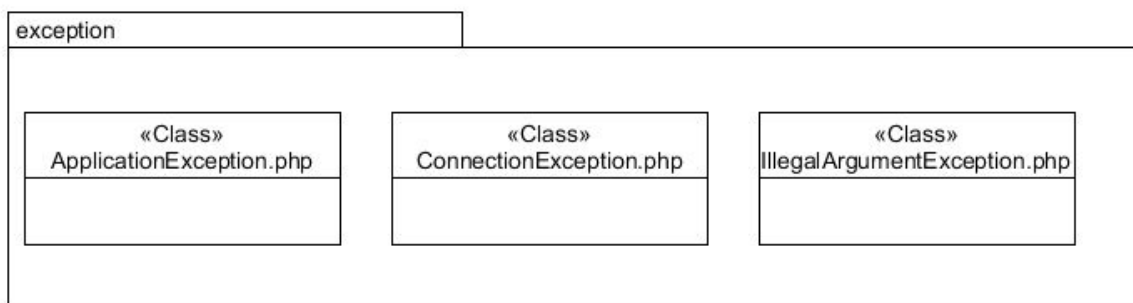 exception
«Class»
ApplicationException.php
«Class»
ConnectionException.php
«Class»
IllegalArgumentException.php